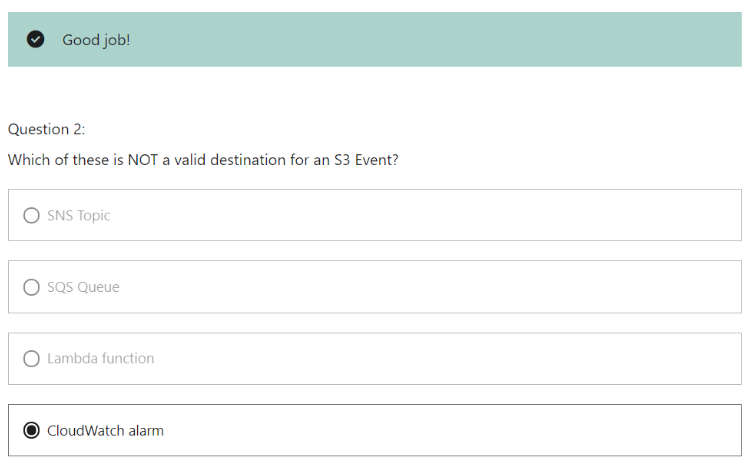 Good job!
Question 2:
Which of these is NOT a valid destination for an S3 Event?
SNS Topic
SQS Queue
Lambda function
CloudWatch alarm